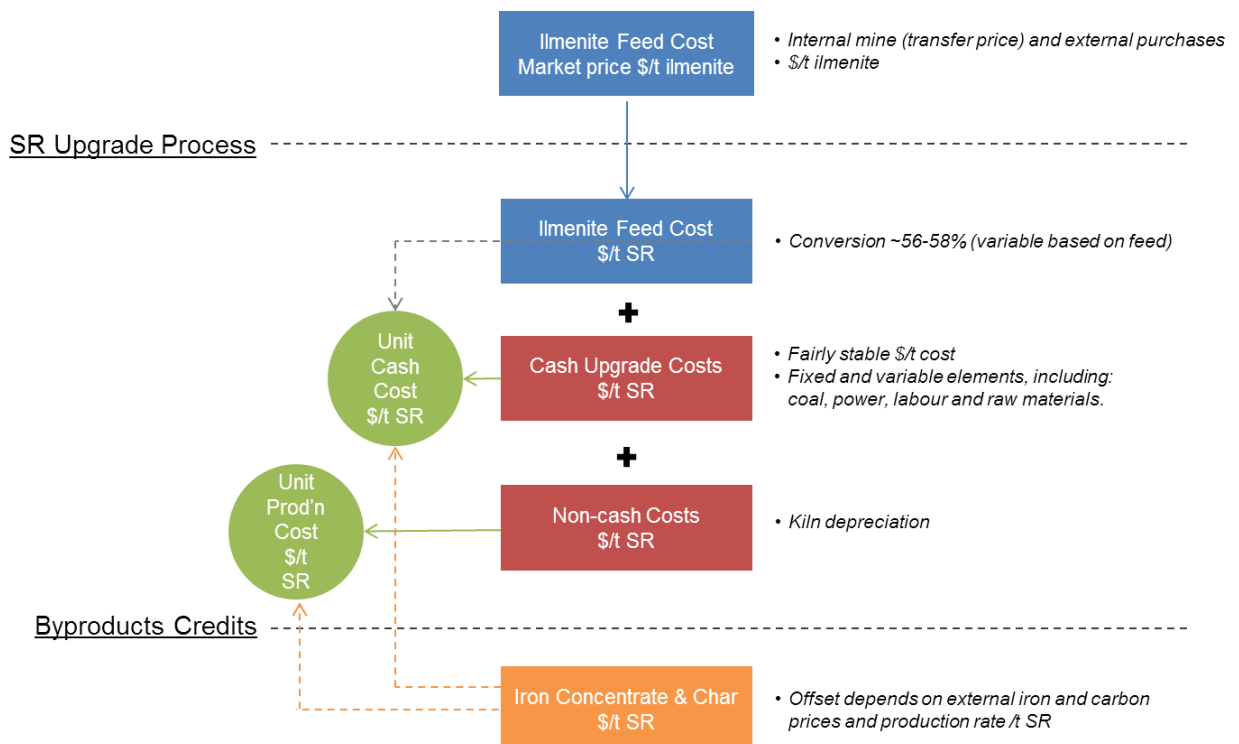 Ilmenite Feed Cost
Market price $/t ilmenite
• Internal mine (transfer price) and external purchases
• $/t ilmenite
SR Upgrade Process
Ilmenite Feed Cost
$/t SR
• Conversion ~56-58% (variable based on feed)
+
Unit
Cash
Cost
$/t SR
Cash Upgrade Costs
$/t SR
• Fairly stable $/t cost
• Fixed and variable elements, including:
coal, power, labour and raw materials.
+
Unit
Prod'n
Cost
$/t
SR
Non-cash Costs
$/t SR
• Kiln depreciation
Byproducts Credits
Iron Concentrate & Char
$/t SR
• Offset depends on external iron and carbon
prices and production rate /t SR